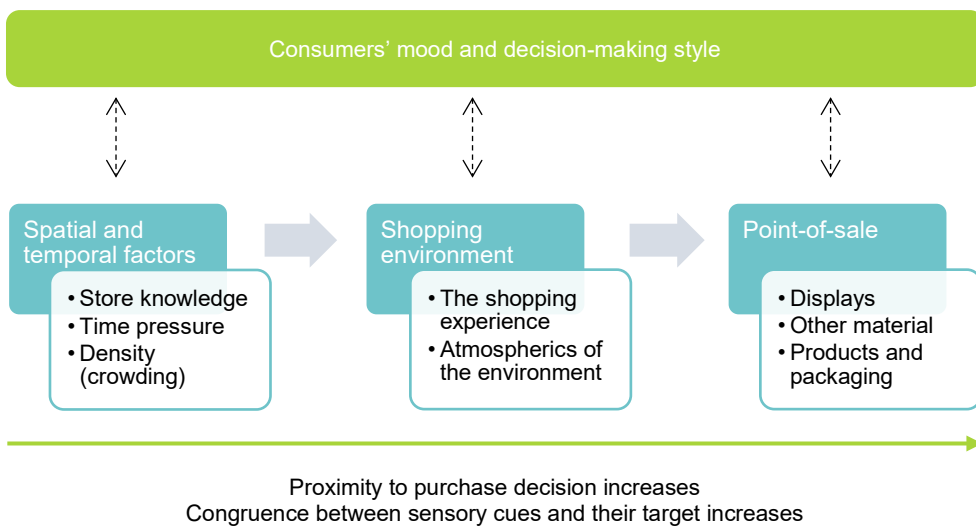 Consumers’ mood and decision-making style
Spatial and
temporal factors
• Store knowledge
• Time pressure
• Density
(crowding)
Shopping
environment
• The shopping
experience
• Atmospherics of
the environment
Point-of-sale
• Displays
• Other material
• Products and
packaging
Proximity to purchase decision increases
Congruence between sensory cues and their target increases